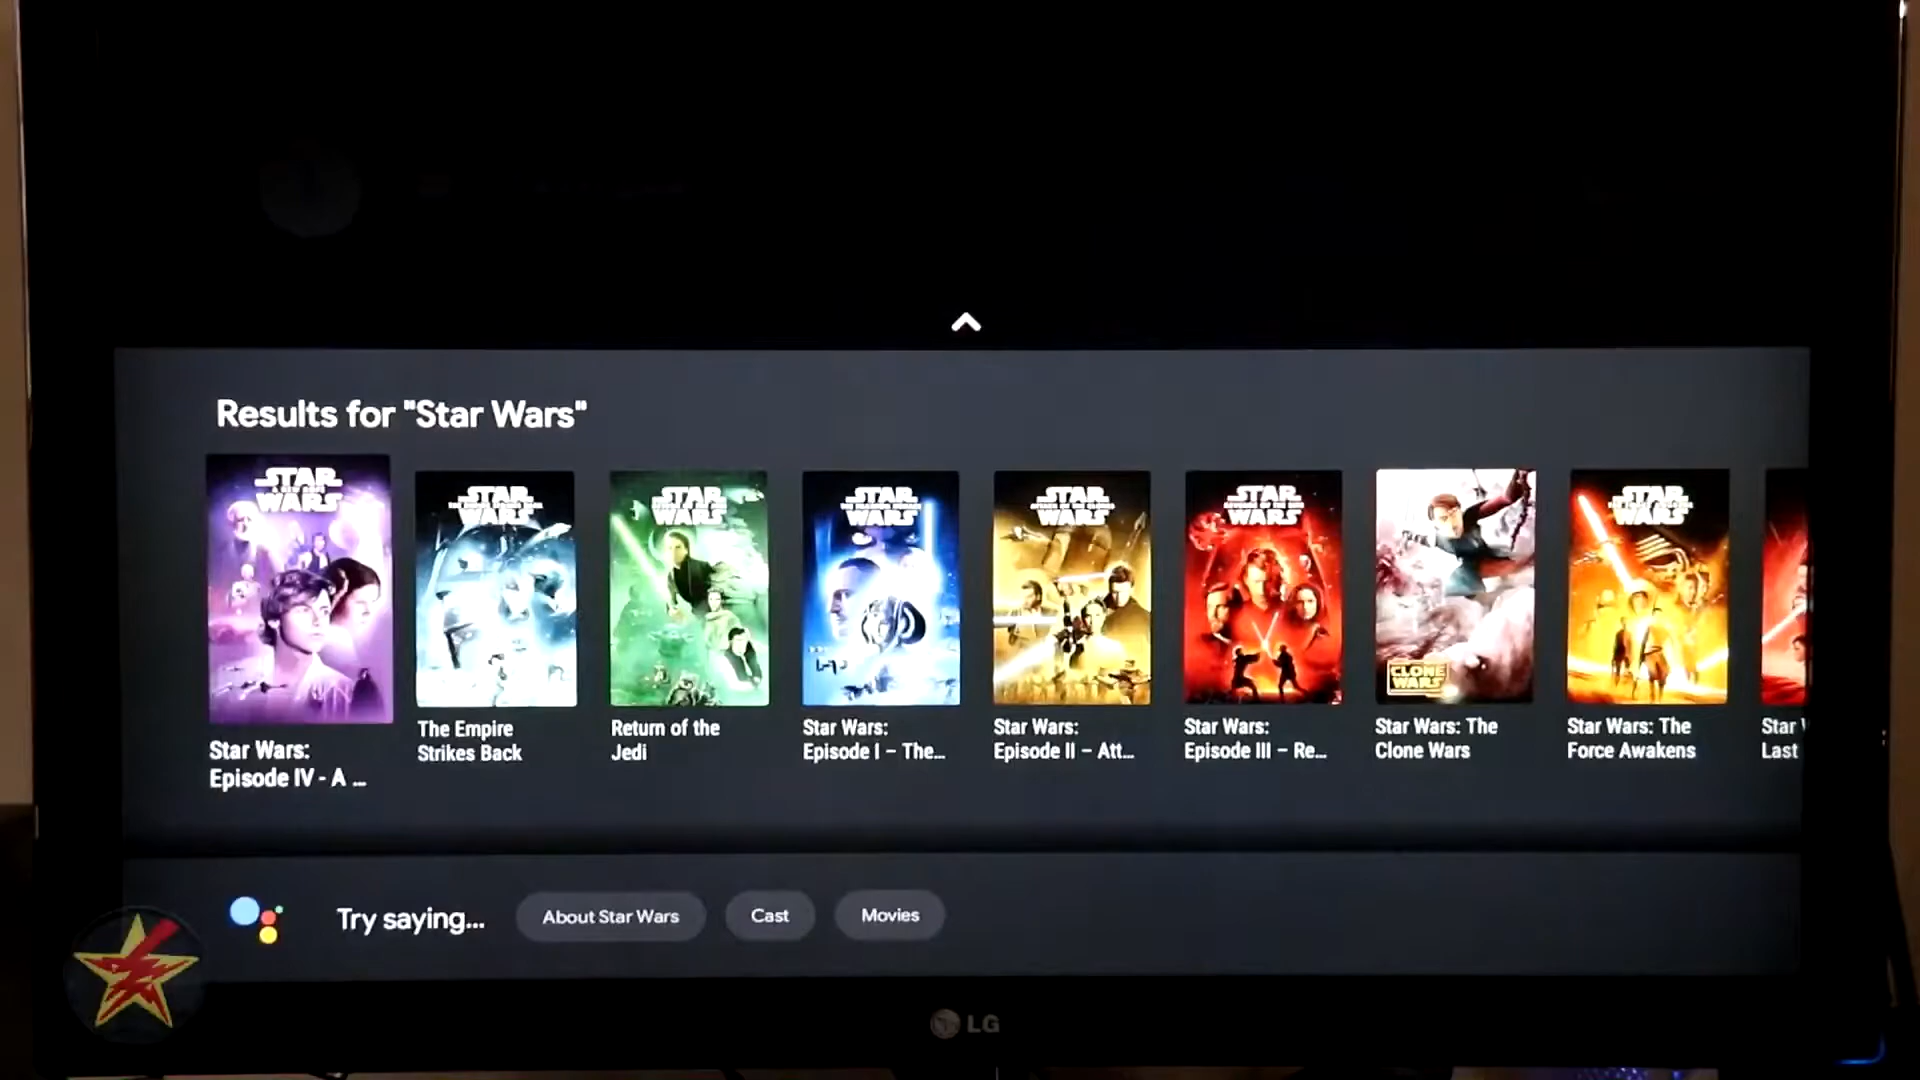 Results for "Star Wars"
STAR
A NEW HOPE
WARS
STAR
WARS
STAR
WARS
STAR
WARS
STAR
WARS
STAR
WARS
CLONE
WARS
STAR
WARS
Star Wars:
Episode IV - A ...
The Empire
Strikes Back
Return of the
Jedi
Star Wars:
Episode I – The...
Star Wars:
Episode II – Att...
Star Wars:
Episode III – Re...
Star Wars: The
Clone Wars
Star Wars: The
Force Awakens
Star
Last
Try saying...
About Star Wars
Cast
Movies
LG